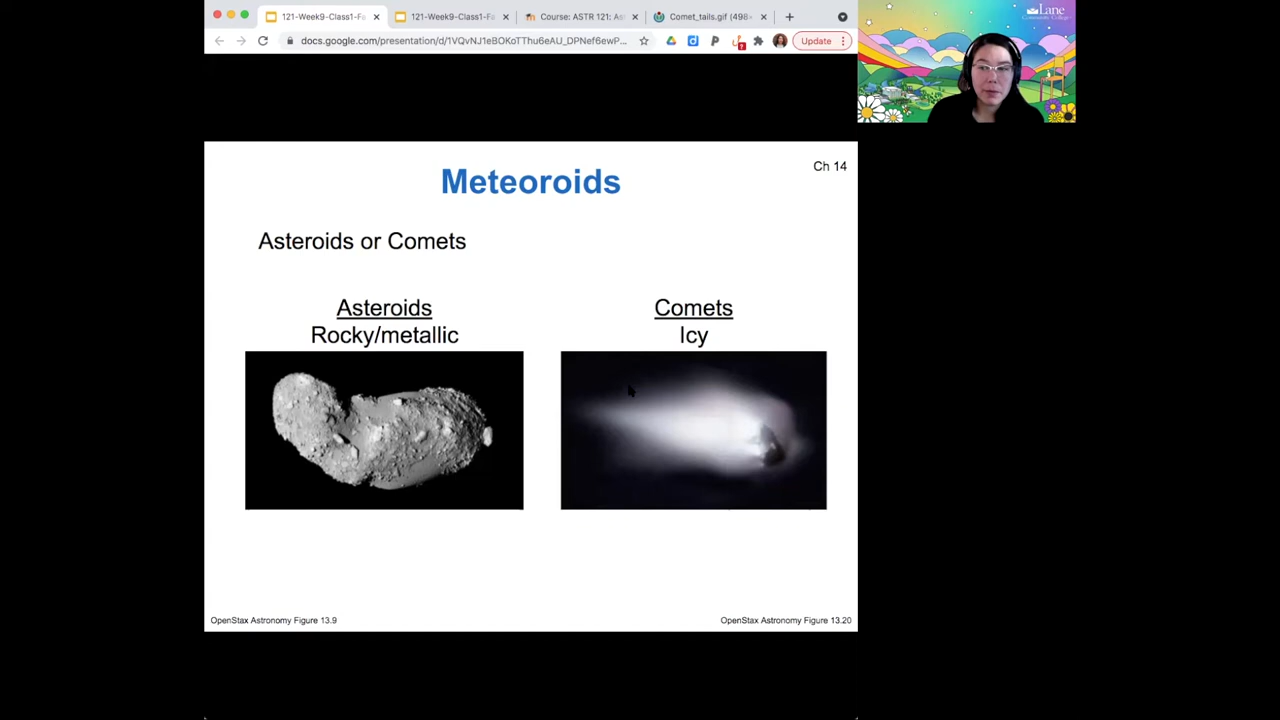 121-Week9-Class1-Fa
121-Week9-Class1-Fa
Course: ASTR 121: As
Comet_tails.gif (498×
docs.google.com/presentation/d/1VQvNJ1eBOKoTThu6eAU_DPNef6ewP...
Update
Lane
Community College
Ch 14
Meteoroids
Asteroids or Comets
Asteroids
Rocky/metallic
Comets
Icy
OpenStax Astronomy Figure 13.9
OpenStax Astronomy Figure 13.20